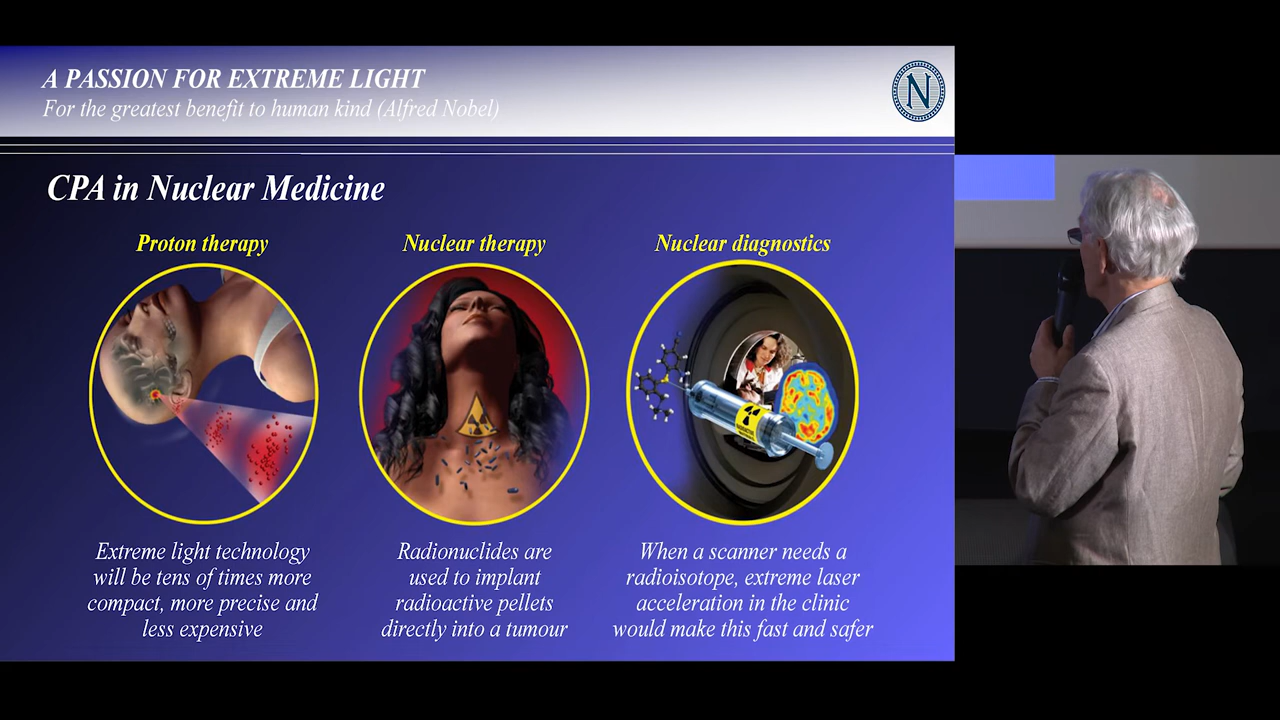 A PASSION FOR EXTREME LIGHT
For the greatest benefit to human kind (Alfred Nobel)
N
CPA in Nuclear Medicine
Proton therapy
Nuclear therapy
Nuclear diagnostics
Extreme light technology
will be tens of times more
compact, more precise and
less expensive
Radionuclides are
used to implant
radioactive pellets
directly into a tumour
When a scanner needs a
radioisotope, extreme laser
acceleration in the clinic
would make this fast and safer